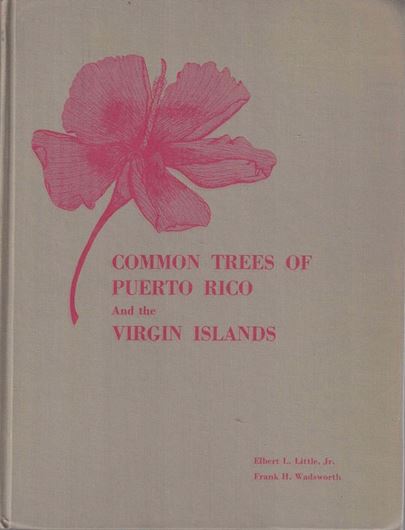 COMMON TREES OF
PUERTO RICO
And the
VIRGIN ISLANDS
Elbert L. Little, Jr.
Frank H. Wadsworth